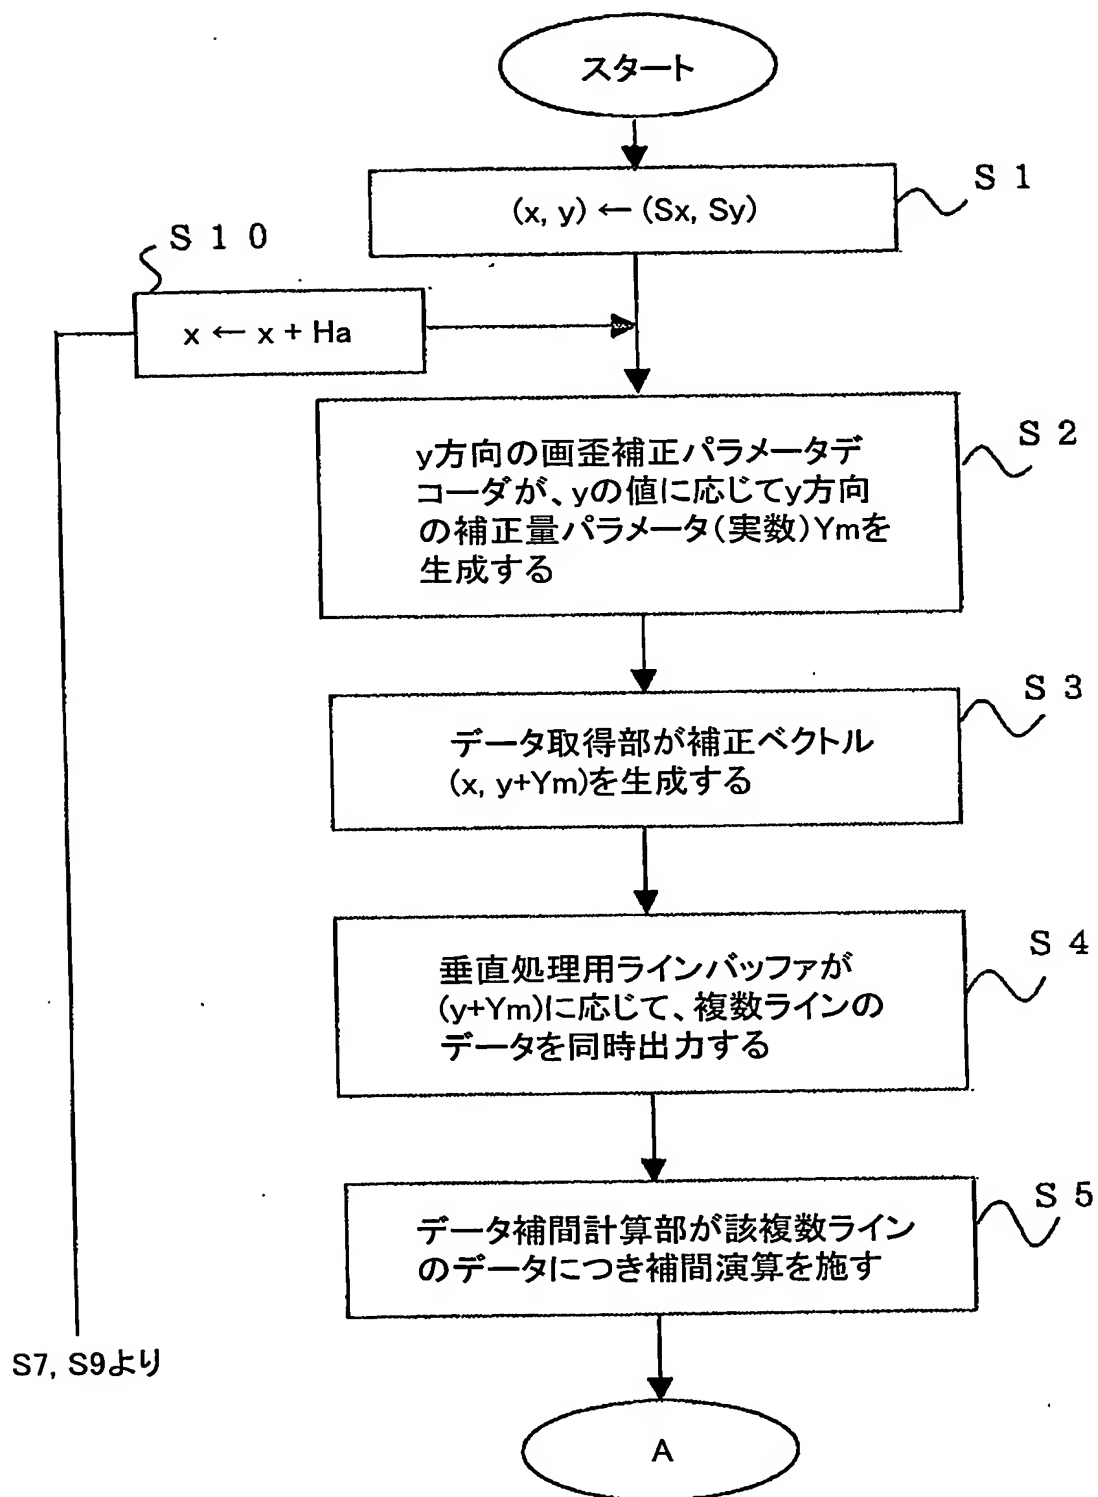 スタート
(x, y) ← (Sx, Sy)
S 1
S 1 0
x ← x + Ha
y方向の画歪補正パラメータデ
コーダが、yの値に応じてy方向
の補正量パラメータ(実数)Ymを
生成する
S 2
データ取得部が補正ベクトル
(x, y+Ym)を生成する
S 3
垂直処理用ラインバッファが
(y+Ym)に応じて、複数ラインの
データを同時出力する
S 4
データ補間計算部が該複数ライン
のデータにつき補間演算を施す
S 5
S7, S9より
A